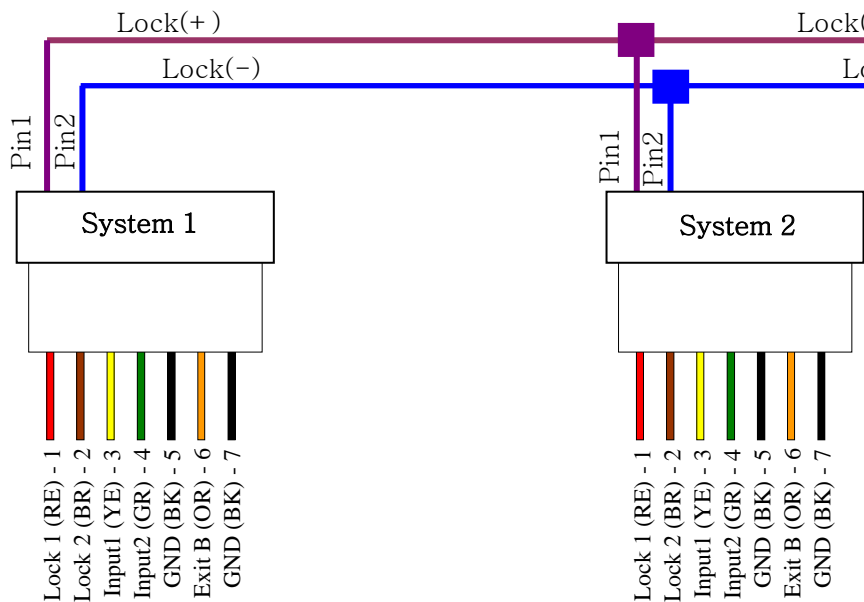 Lock(+)
Lock(
Lock(-)
Lo
Pin1
Pin2
Pin1
Pin2
System 1
System 2
Lock 1 (RE) - 1
Lock 2 (BR) - 2
Input1 (YE) - 3
Input2 (GR) - 4
GND (BK) - 5
Exit B (OR) - 6
GND (BK) - 7
Lock 1 (RE) - 1
Lock 2 (BR) - 2
Input1 (YE) - 3
Input2 (GR) - 4
GND (BK) - 5
Exit B (OR) - 6
GND (BK) - 7